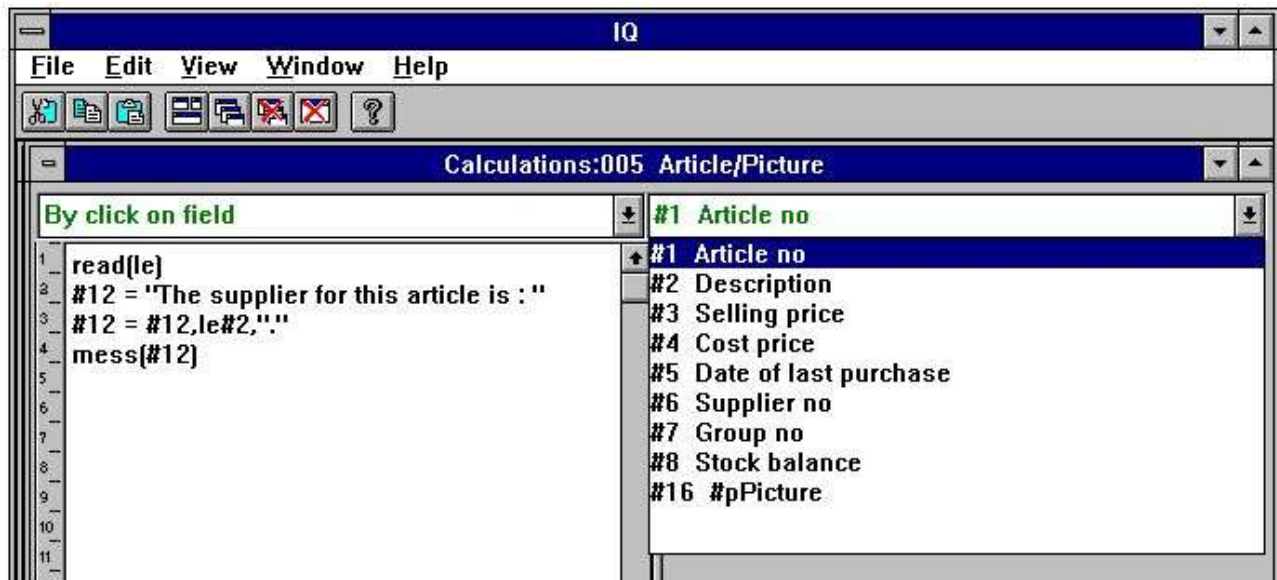 IQ
File Edit View Window Help
Calculations:005 Article/Picture
By click on field
#1 Article no
1 read(le)
2 #12 = "The supplier for this article is : "
3 #12 = #12,le#2,"."
4 mess(#12)
5
6
7
8
9
10
11
#1 Article no
#2 Description
#3 Selling price
#4 Cost price
#5 Date of last purchase
#6 Supplier no
#7 Group no
#8 Stock balance
#16 #pPicture